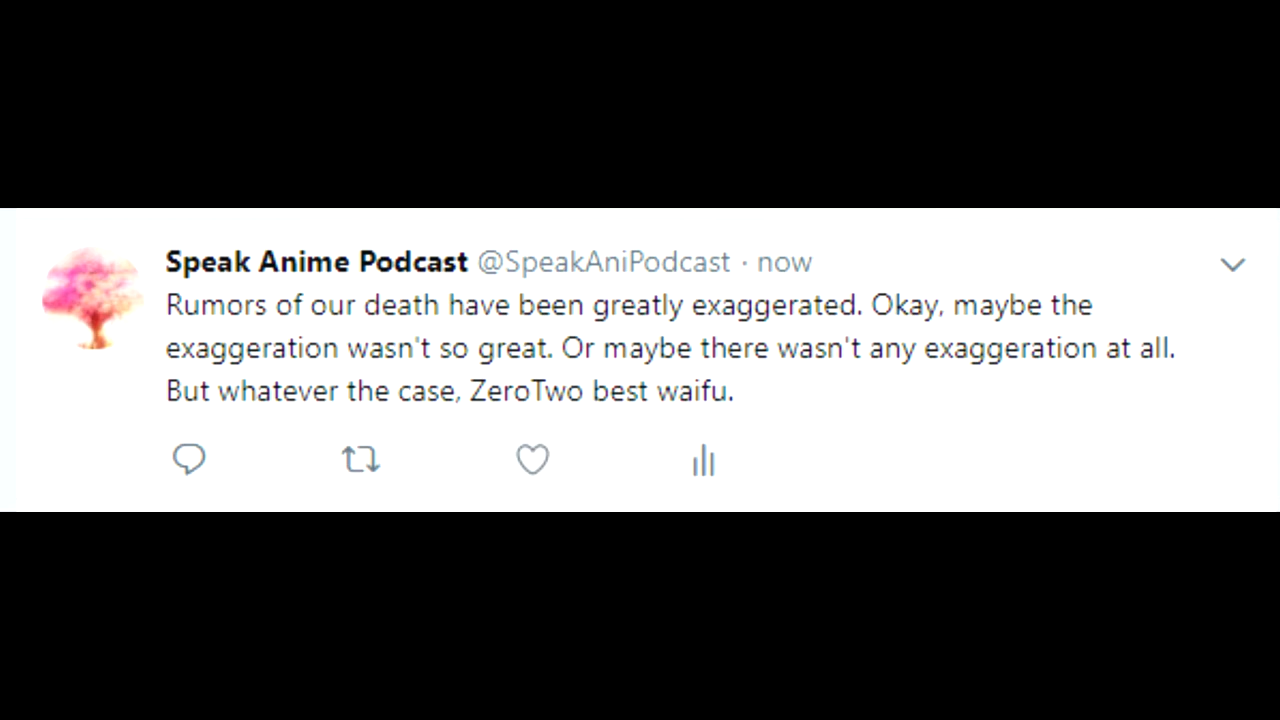 Speak Anime Podcast @SpeakAniPodcast · now
Rumors of our death have been greatly exaggerated. Okay, maybe the
exaggeration wasn't so great. Or maybe there wasn't any exaggeration at all.
But whatever the case, ZeroTwo best waifu.